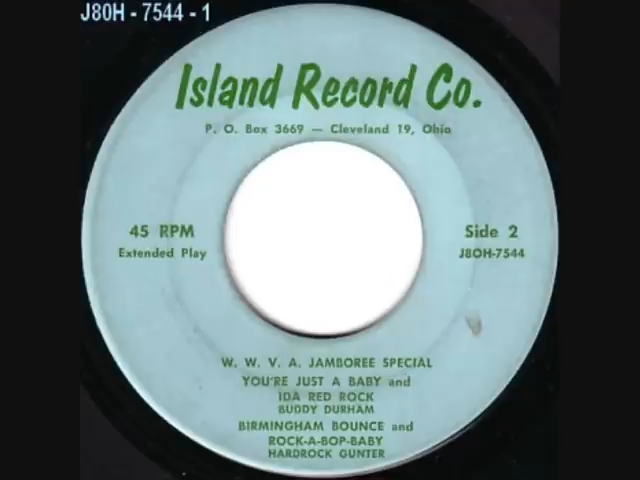 J80H - 7544 - 1
Island Record Co.
P. O. Box 3669 — Cleveland 19, Ohio
45 RPM
Extended Play
Side 2
J8OH-7544
W. W. V. A. JAMBOREE SPECIAL
YOU'RE JUST A BABY and
IDA RED ROCK
BUDDY DURHAM
BIRMINGHAM BOUNCE and
ROCK-A-BOP-BABY
HARDROCK GUNTER